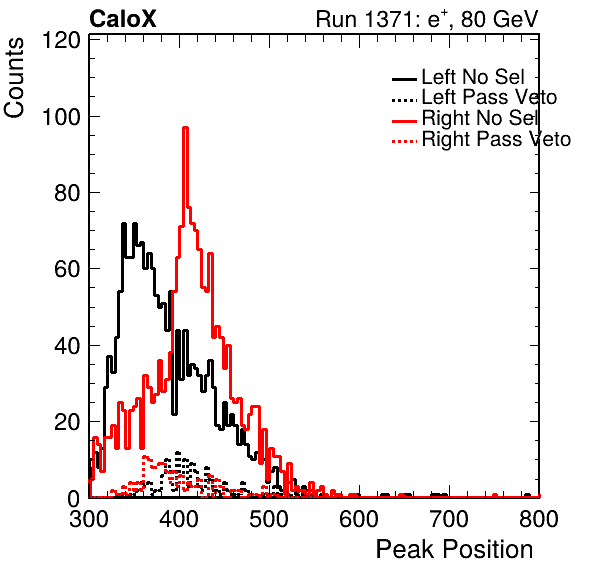 CaloX Run 1371: e+, 80 GeV
Counts
120
100
80
60
40
20
0
Left No Sel
Left Pass Veto
Right No Sel
Right Pass Veto
300 400 500 600 700 800
Peak Position